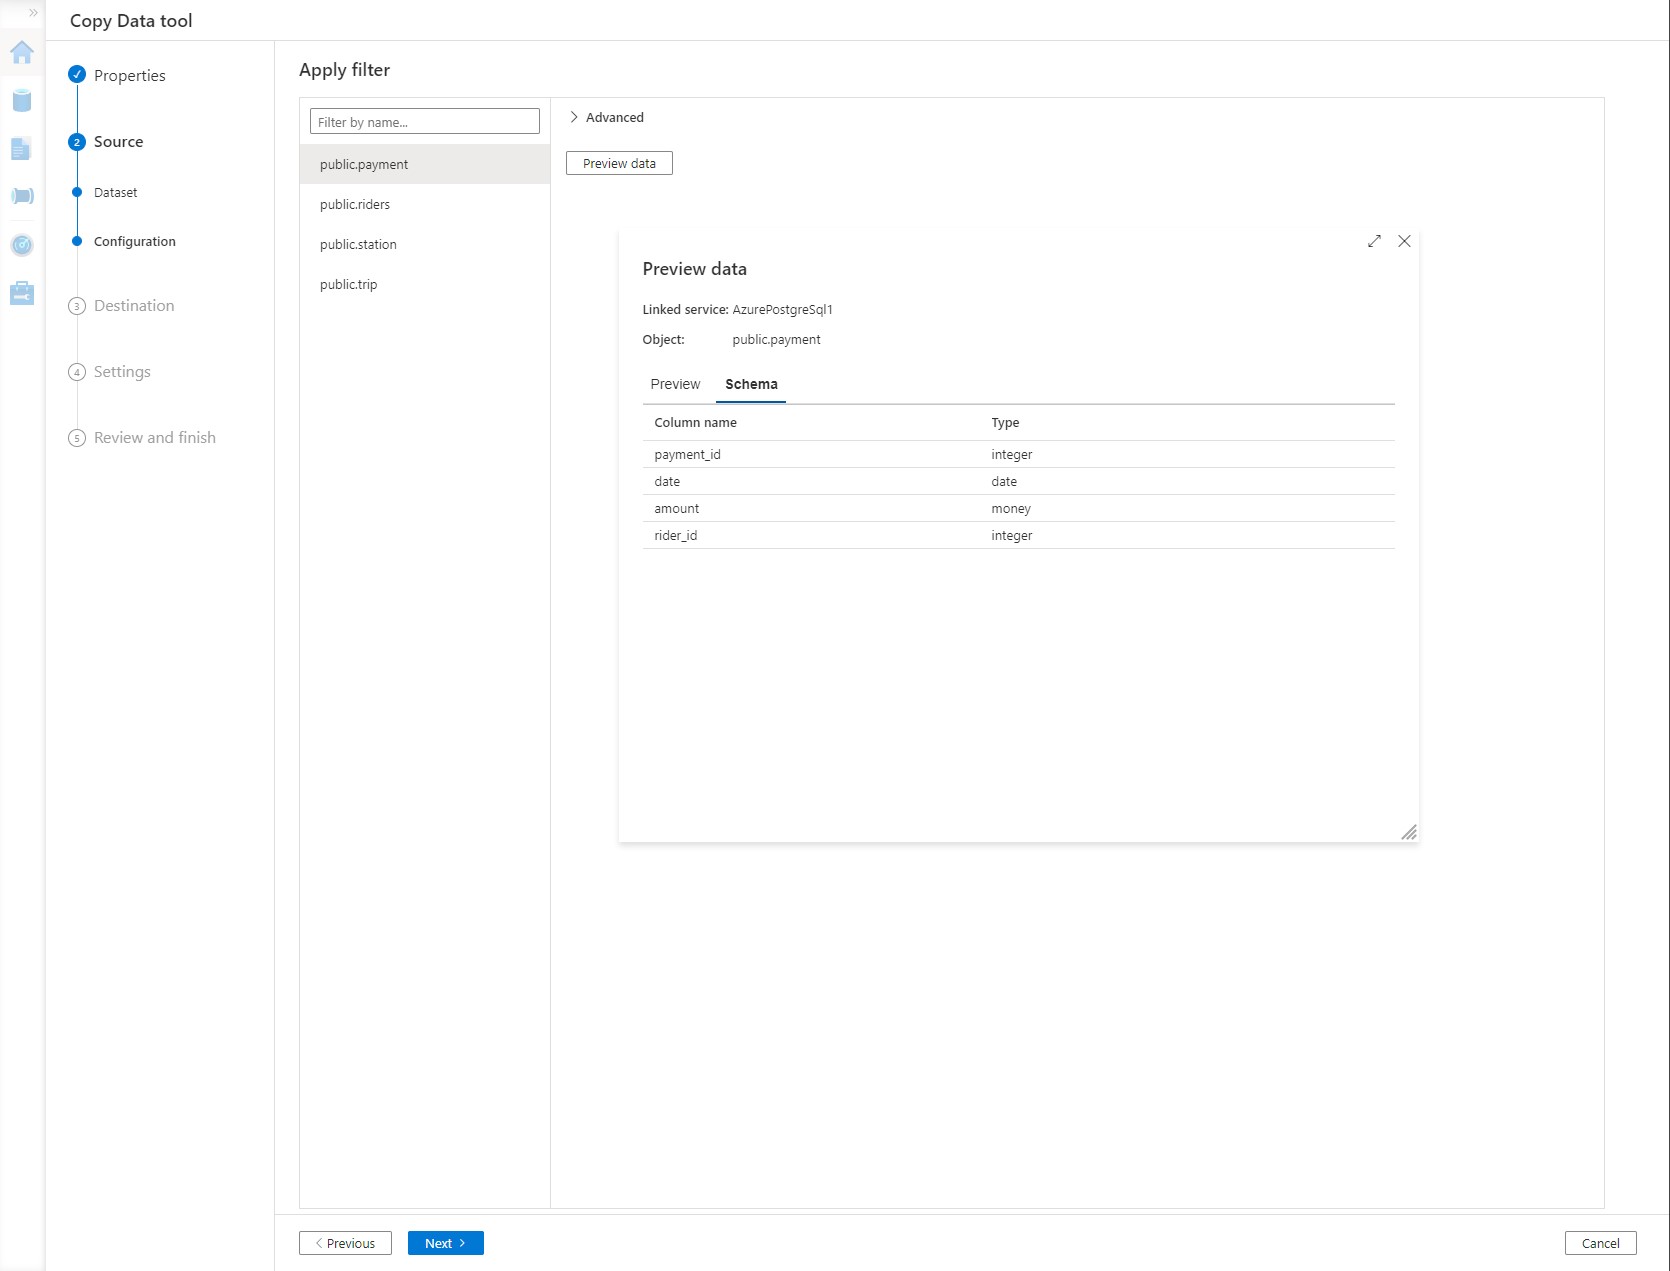 Copy Data tool
Properties
2 Source
Dataset
Configuration
3 Destination
4 Settings
5 Review and finish
Apply filter
Filter by name...
public.payment
public.riders
public.station
public.trip
Advanced
Preview data
Preview data
Linked service: AzurePostgreSql1
Object: public.payment
Preview Schema
Column name Type
payment_id integer
date date
amount money
rider_id integer
Previous Next Cancel